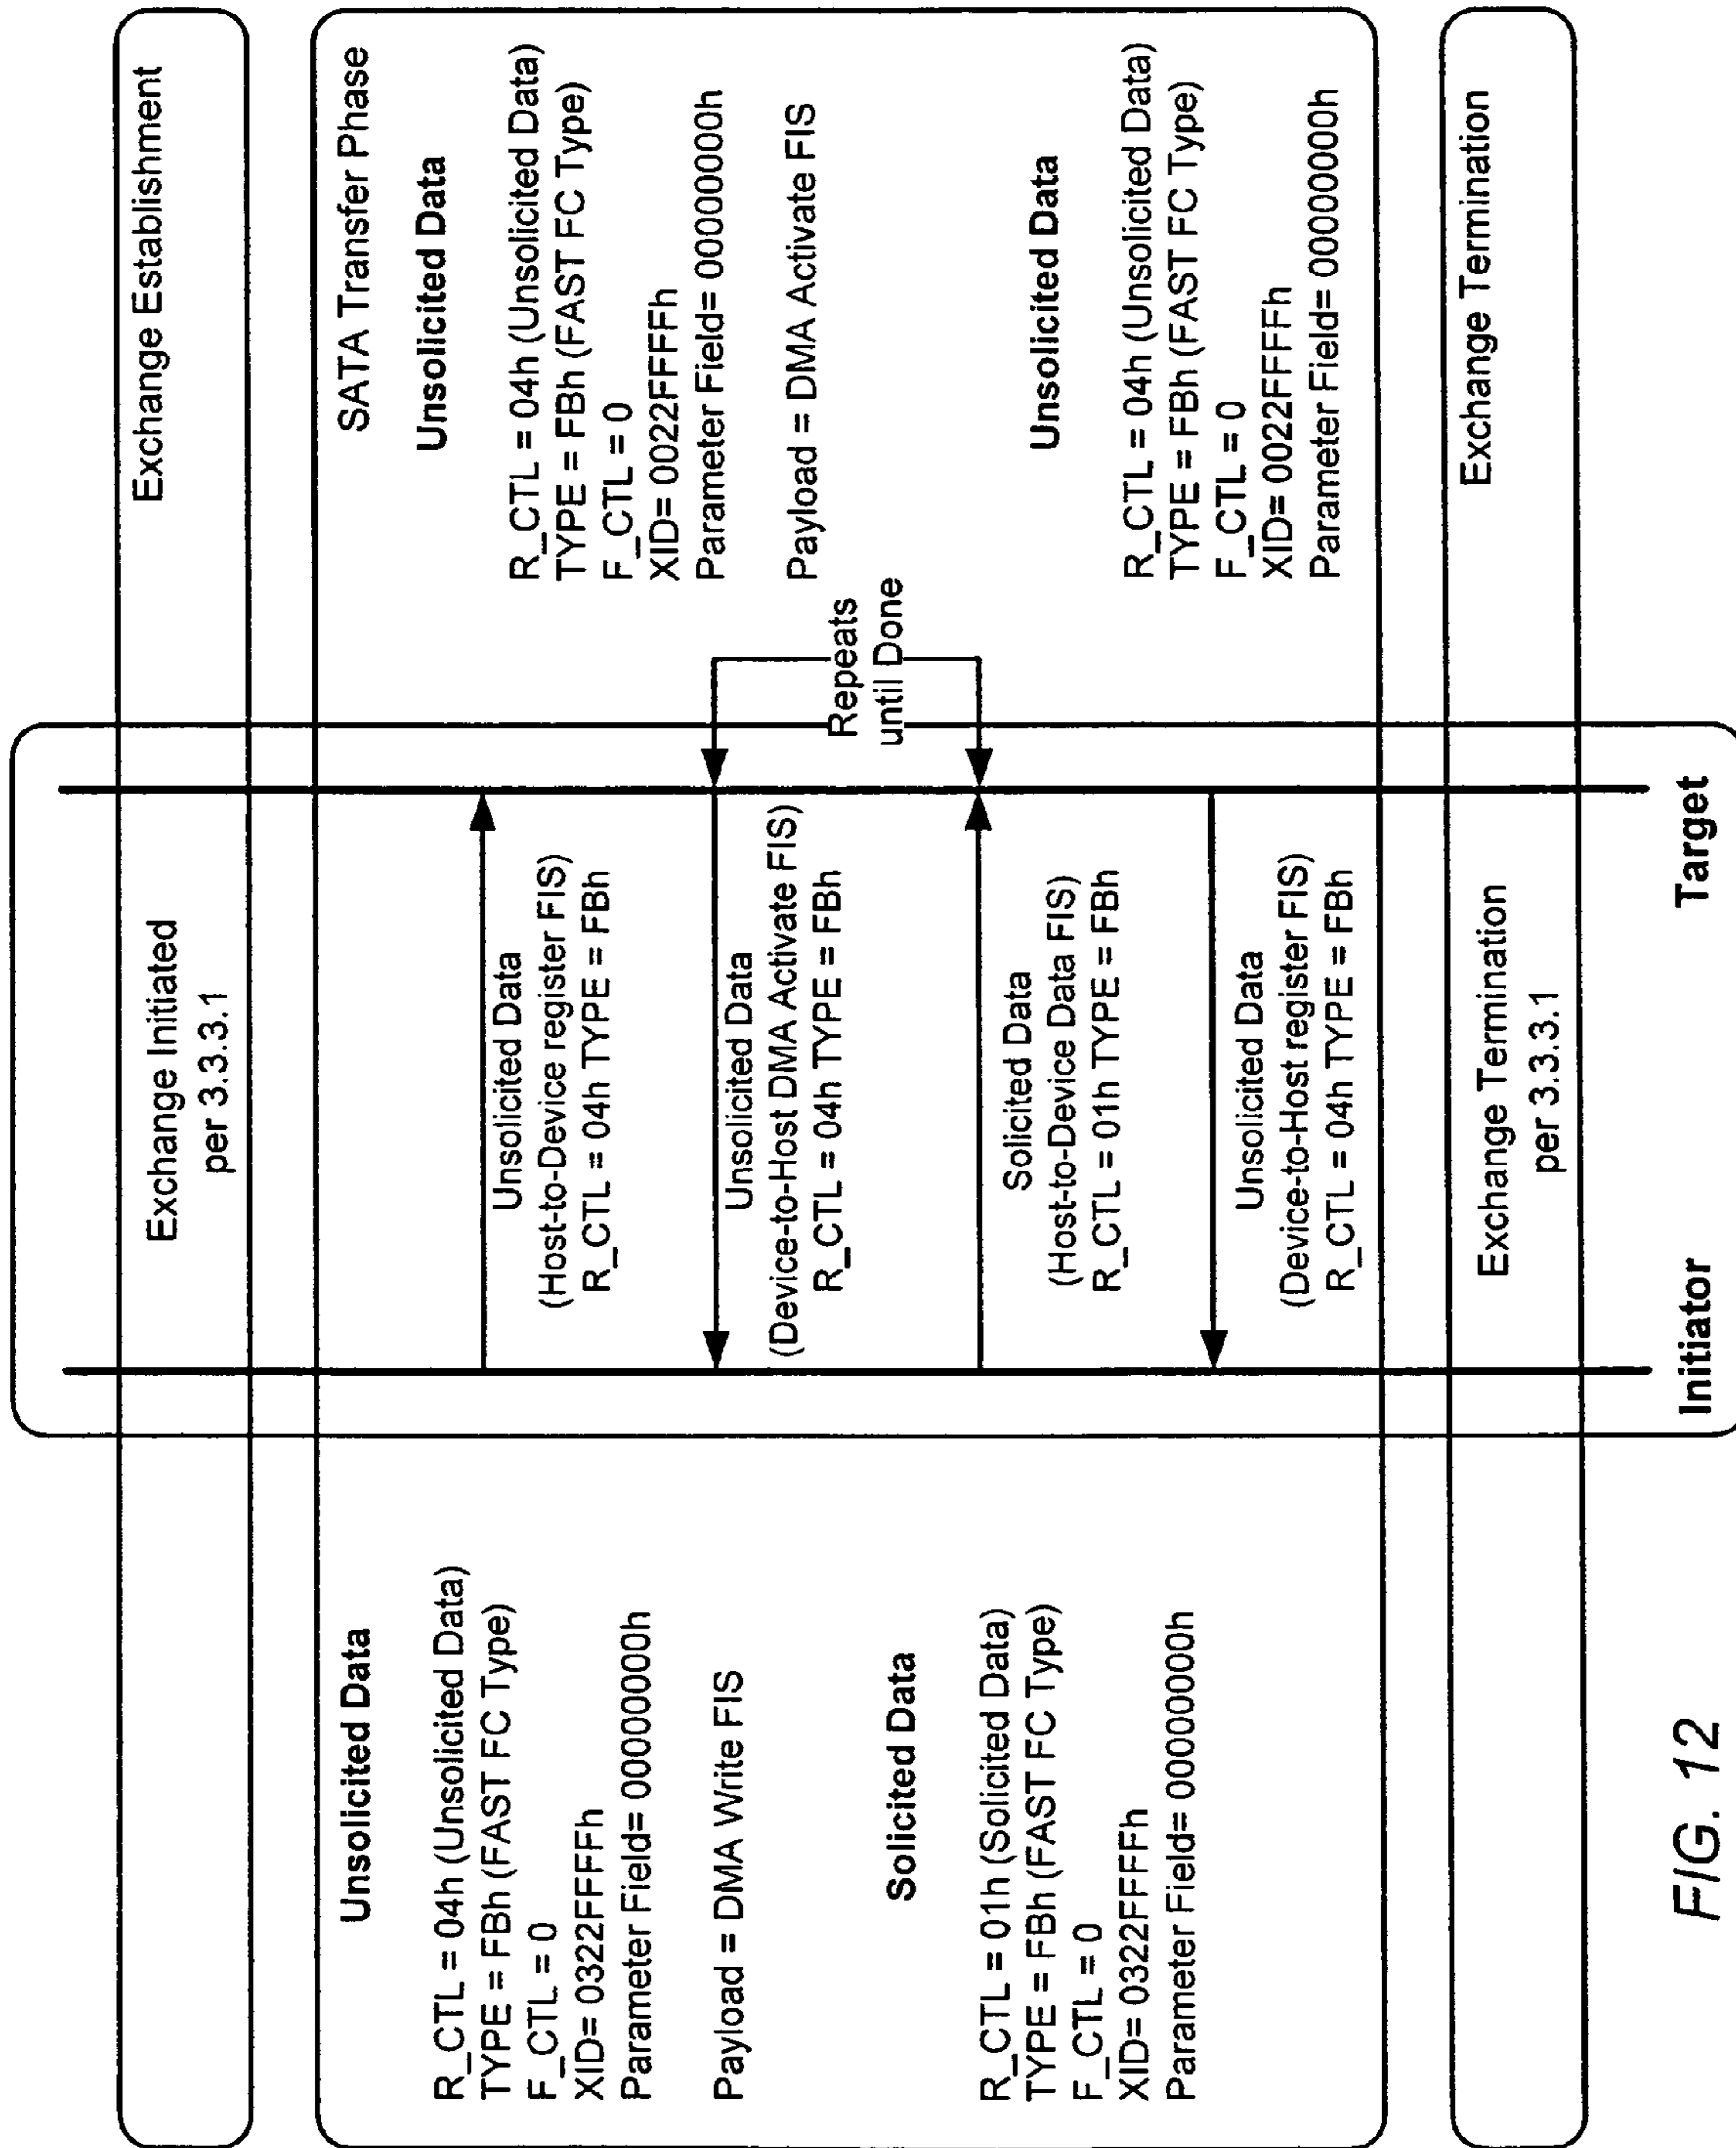 Exchange Establishment
Exchange Initiated
per 3.3.3.1
SATA Transfer Phase
Unsolicited Data
R_CTL = 04h (Unsolicited Data)
TYPE = FBh (FAST FC Type)
F_CTL = 0
XID= 0322FFFFh
Parameter Field= 00000000h
Payload = DMA Write FIS
Solicited Data
R_CTL = 01h (Solicited Data)
TYPE = FBh (FAST FC Type)
F_CTL = 0
XID= 0322FFFFh
Parameter Field= 00000000h
Unsolicited Data
(Host-to-Device register FIS)
R_CTL = 04h TYPE = FBh
Unsolicited Data
(Device-to-Host DMA Activate FIS)
R_CTL = 04h TYPE = FBh
Solicited Data
(Host-to-Device Data FIS)
R_CTL = 01h TYPE = FBh
Unsolicited Data
(Device-to-Host register FIS)
R_CTL = 04h TYPE = FBh
Repeats
until Done
Unsolicited Data
R_CTL = 04h (Unsolicited Data)
TYPE = FBh (FAST FC Type)
F_CTL = 0
XID= 0022FFFFh
Parameter Field= 00000000h
Payload = DMA Activate FIS
Unsolicited Data
R_CTL = 04h (Unsolicited Data)
TYPE = FBh (FAST FC Type)
F_CTL = 0
XID= 0022FFFFh
Parameter Field= 00000000h
Exchange Termination
per 3.3.3.1
Exchange Termination
Initiator
Target
FIG. 12